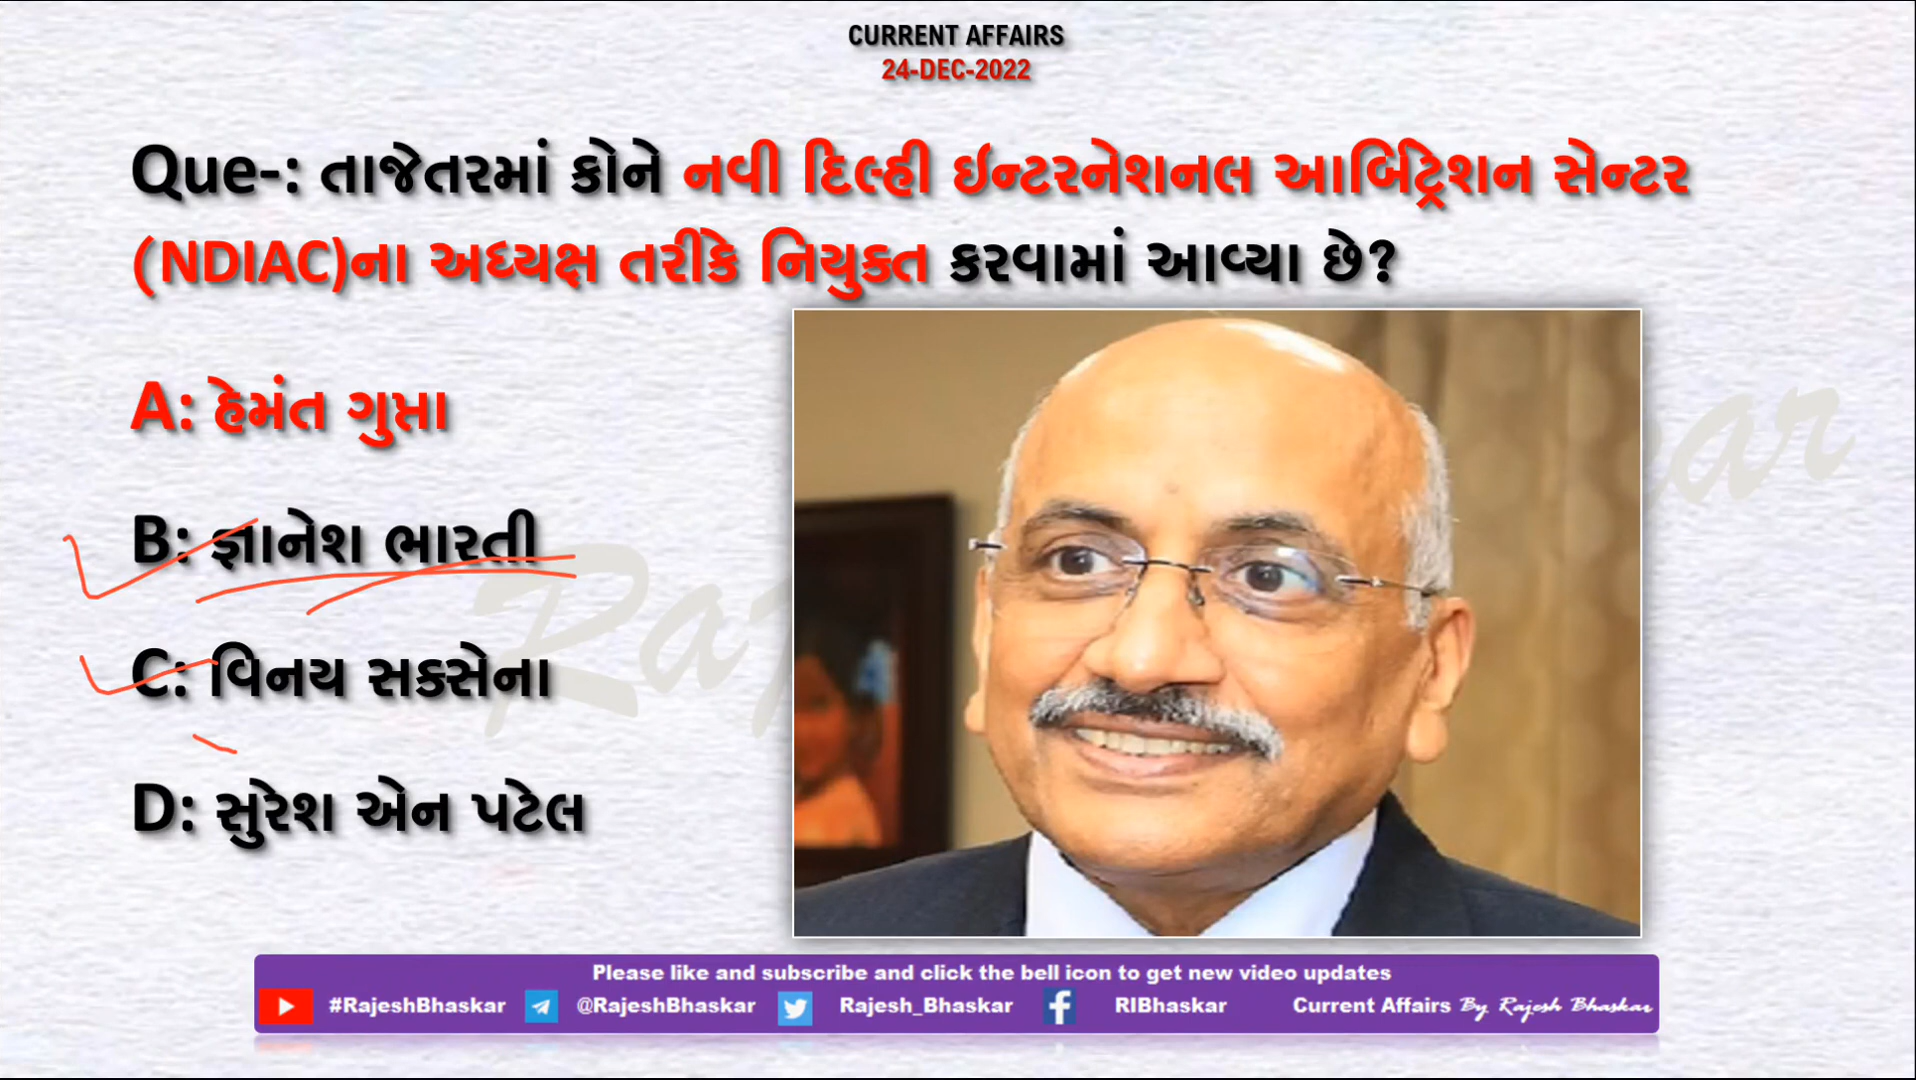 CURRENT AFFAIRS
24-DEC-2022
Que-: તાજેતરમાં કોને નવી દિલ્હી ઇન્ટરનેશનલ આર્બિટ્રેશન સેન્ટર
(NDIAC)ના અધ્યક્ષ તરીકે નિયુક્ત કરવામાં આવ્યા છે?
A: હેમંત ગુપ્તા
B: જ્ઞાનેશ ભારતી
C: વિનય સક્સેના
D: સુરેશ એન પટેલ
Please like and subscribe and click the bell icon to get new video updates
#RajeshBhaskar @RajeshBhaskar Rajesh_Bhaskar RIBhaskar Current Affairs By Rajesh Bhaskar